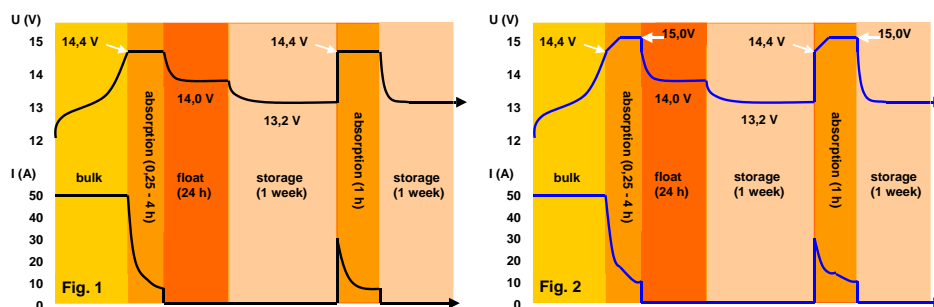 U (V)
15
14
13
12
I (A)
50
40
30
20
10
0
14,4 V
14,0 V
13,2 V
14,4 V
bulk
absorption (0,25 - 4 h)
float
(24 h)
storage
(1 week)
absorption (1 h)
storage
(1 week)
Fig. 1
U (V)
15
14
13
12
I (A)
50
40
30
20
10
0
14,4 V
15,0V
14,0 V
13,2 V
14,4 V
15,0V
bulk
absorption (0,25 - 4 h)
float
(24 h)
storage
(1 week)
absorption (1 h)
storage
(1 week)
Fig. 2